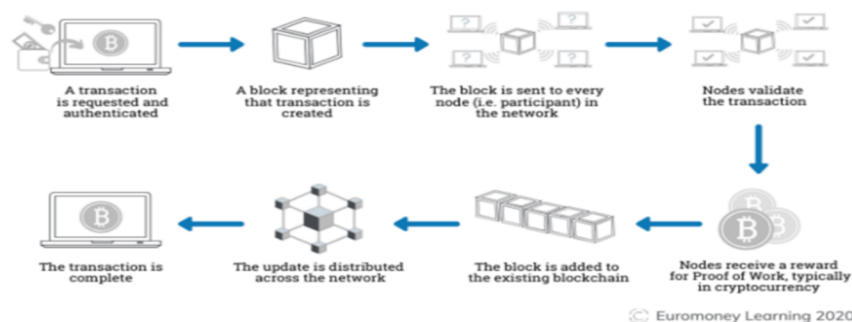 A transaction
is requested and
authenticated
A block representing
that transaction is
created
The block is sent to every
node (i.e. participant) in
the network
Nodes validate
the transaction
The transaction is
complete
The update is distributed
across the network
The block is added to
the existing blockchain
Nodes receive a reward
for Proof of Work, typically
in cryptocurrency
Euromoney Learning 2020